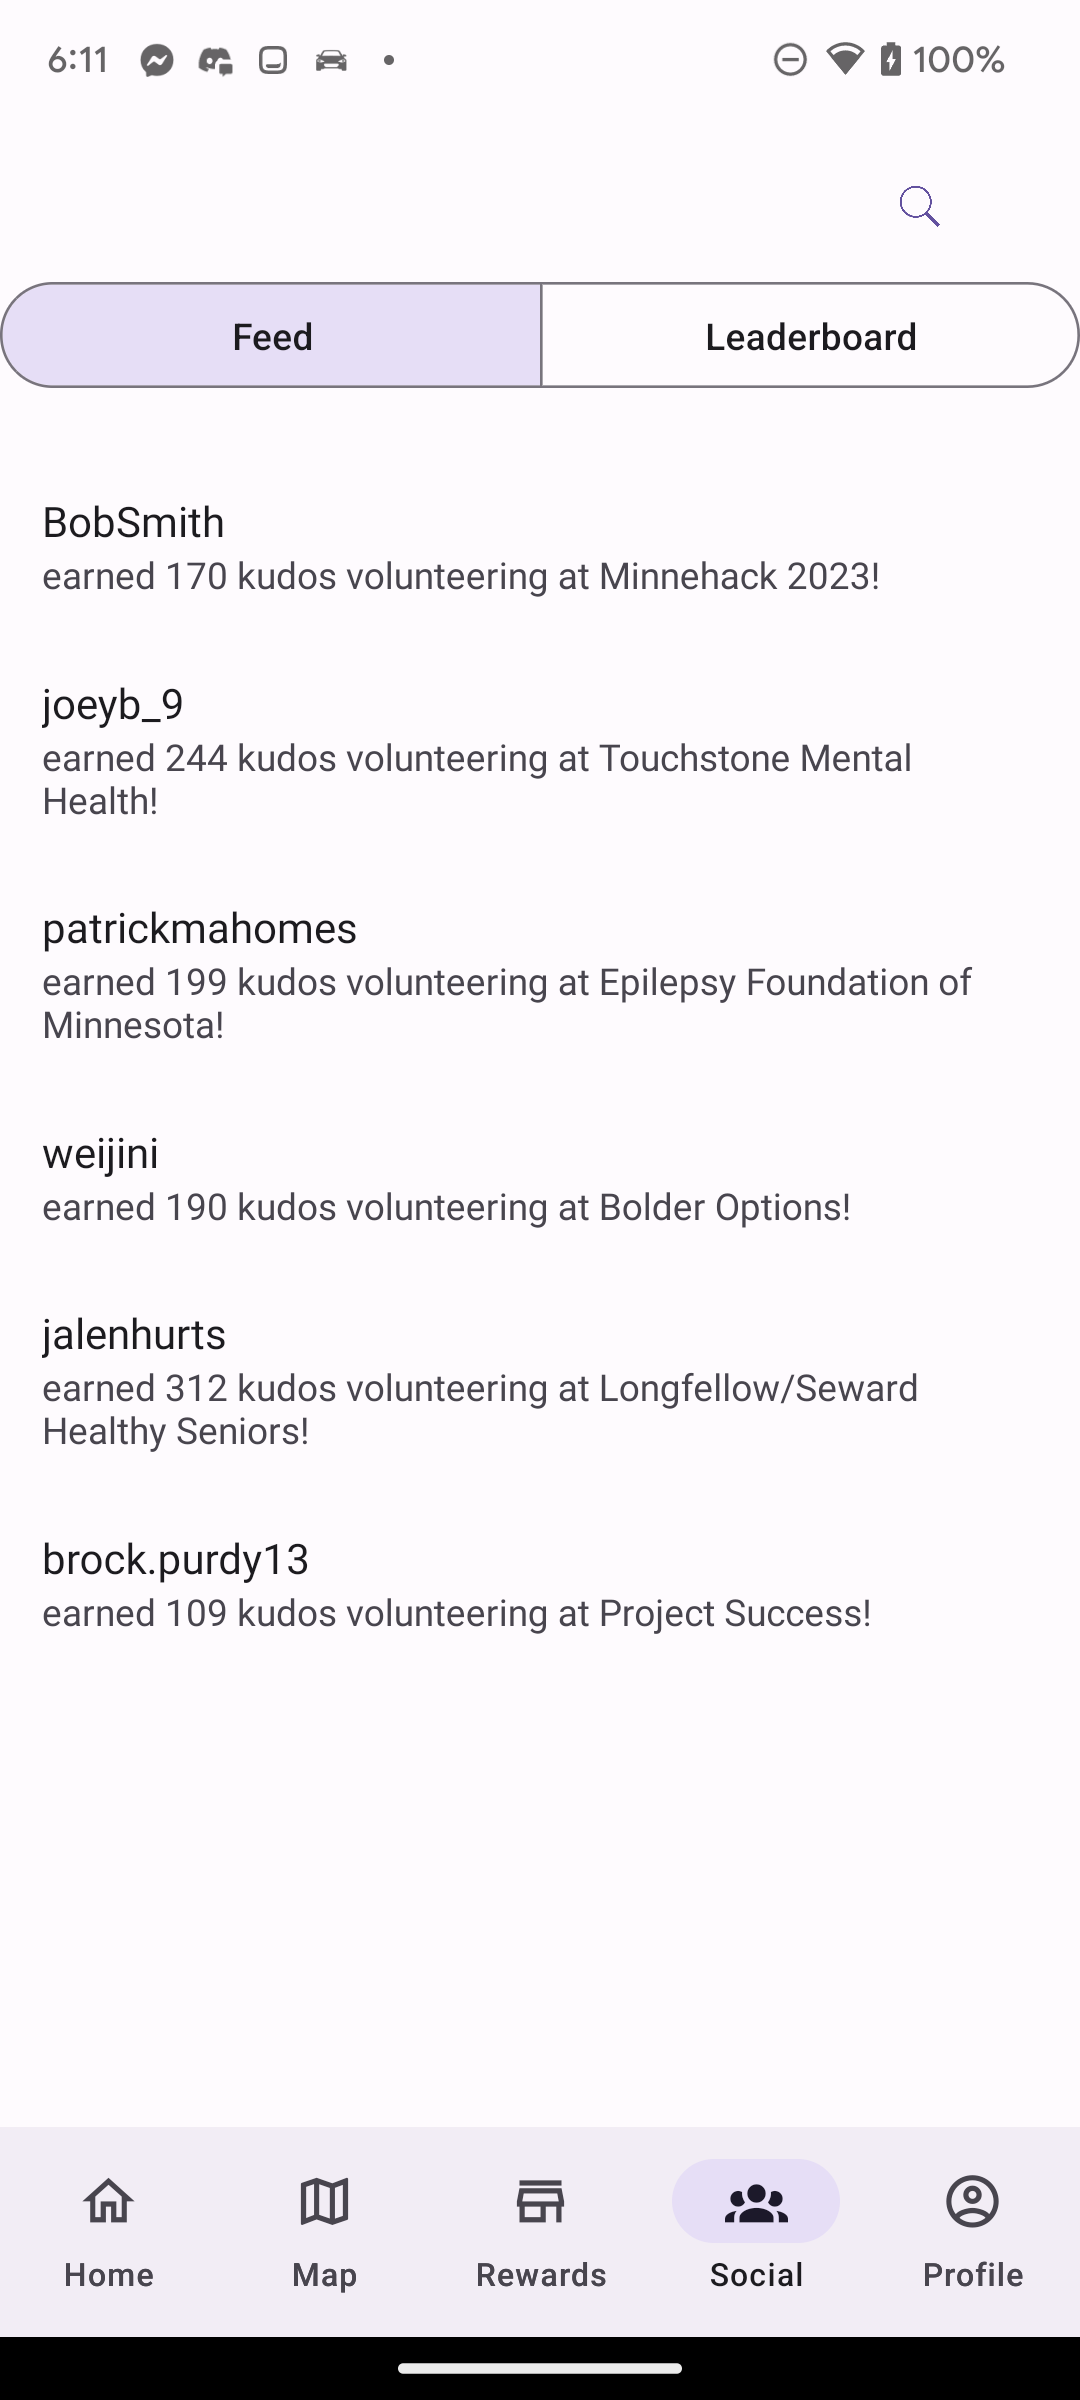 6:11
100%
Feed
Leaderboard
BobSmith
earned 170 kudos volunteering at Minnehack 2023!
joeyb_9
earned 244 kudos volunteering at Touchstone Mental
Health!
patrickmahomes
earned 199 kudos volunteering at Epilepsy Foundation of
Minnesota!
weijini
earned 190 kudos volunteering at Bolder Options!
jalenhurts
earned 312 kudos volunteering at Longfellow/Seward
Healthy Seniors!
brock.purdy13
earned 109 kudos volunteering at Project Success!
Home
Map
Rewards
Social
Profile